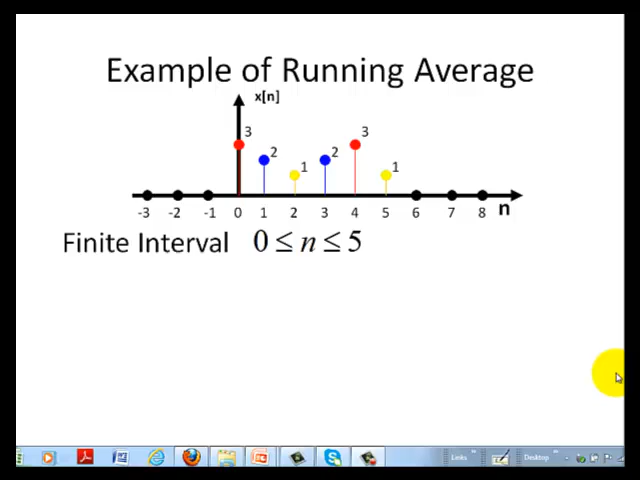 Example of Running Average
x[n]
3 2 1 2 3 1
-3 -2 -1 0 1 2 3 4 5 6 7 8 n
Finite Interval 0 ≤ n ≤ 5
Links Desktop